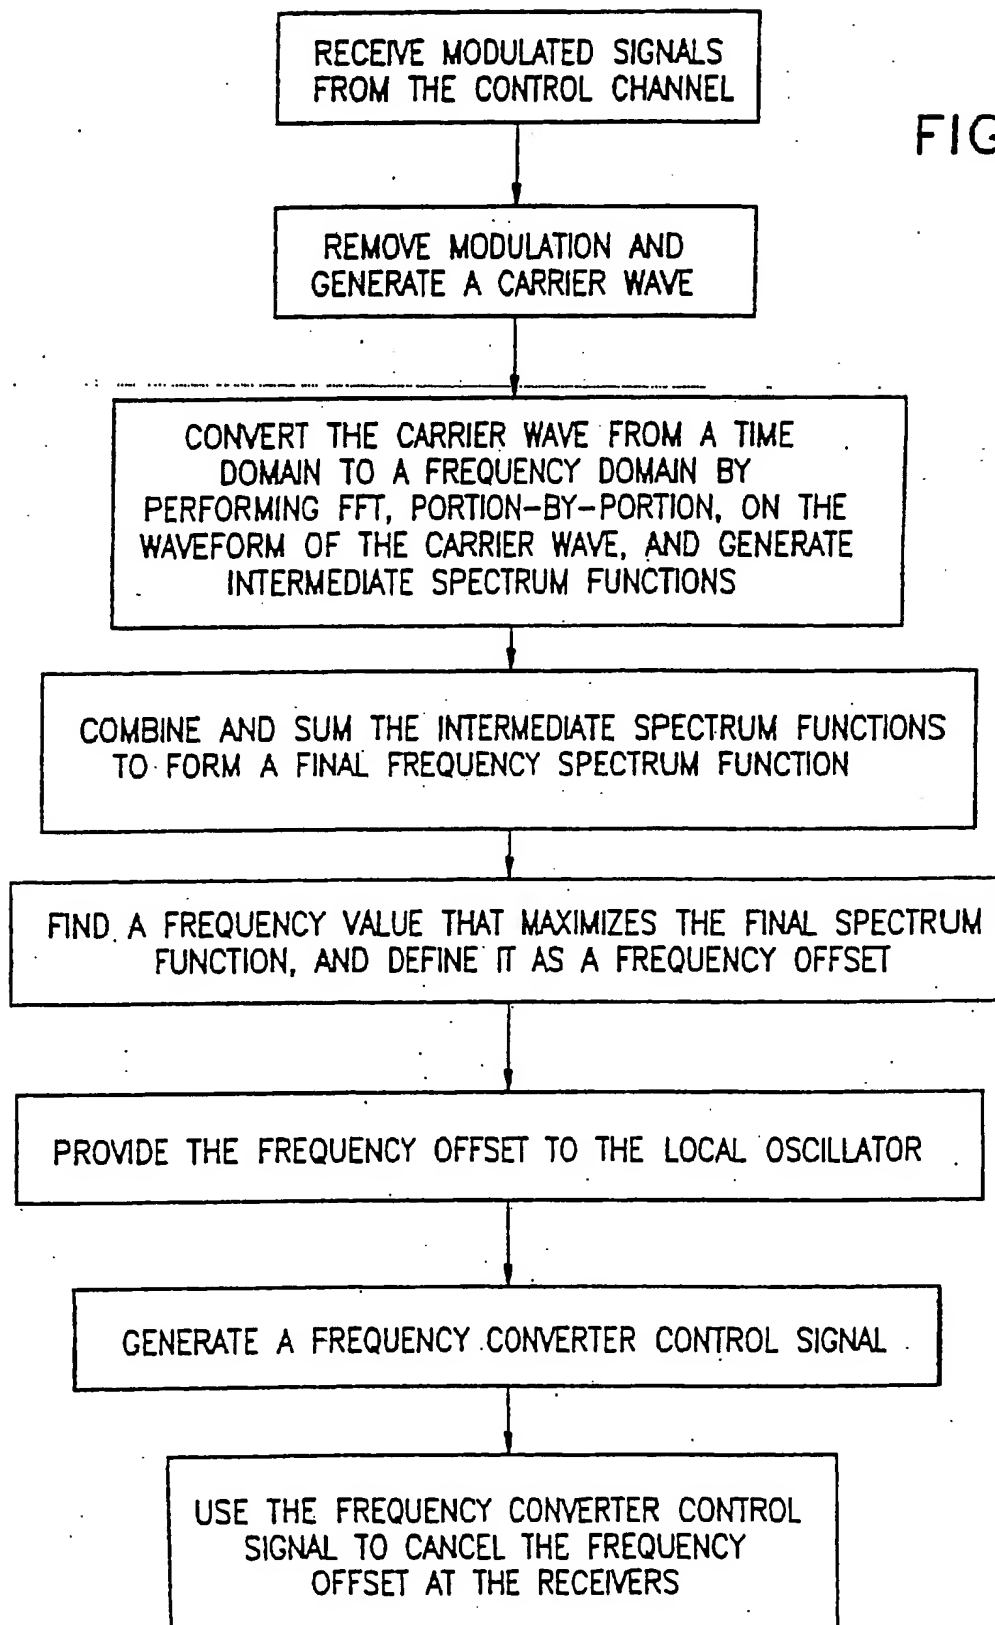 RECEIVE MODULATED SIGNALS
FROM THE CONTROL CHANNEL
FIG
REMOVE MODULATION AND
GENERATE A CARRIER WAVE
CONVERT THE CARRIER WAVE FROM A TIME
DOMAIN TO A FREQUENCY DOMAIN BY
PERFORMING FFT, PORTION-BY-PORTION, ON THE
WAVEFORM OF THE CARRIER WAVE, AND GENERATE
INTERMEDIATE SPECTRUM FUNCTIONS
COMBINE AND SUM THE INTERMEDIATE SPECTRUM FUNCTIONS
TO FORM A FINAL FREQUENCY SPECTRUM FUNCTION
FIND A FREQUENCY VALUE THAT MAXIMIZES THE FINAL SPECTRUM
FUNCTION, AND DEFINE IT AS A FREQUENCY OFFSET
PROVIDE THE FREQUENCY OFFSET TO THE LOCAL OSCILLATOR
GENERATE A FREQUENCY CONVERTER CONTROL SIGNAL
USE THE FREQUENCY CONVERTER CONTROL
SIGNAL TO CANCEL THE FREQUENCY
OFFSET AT THE RECEIVERS